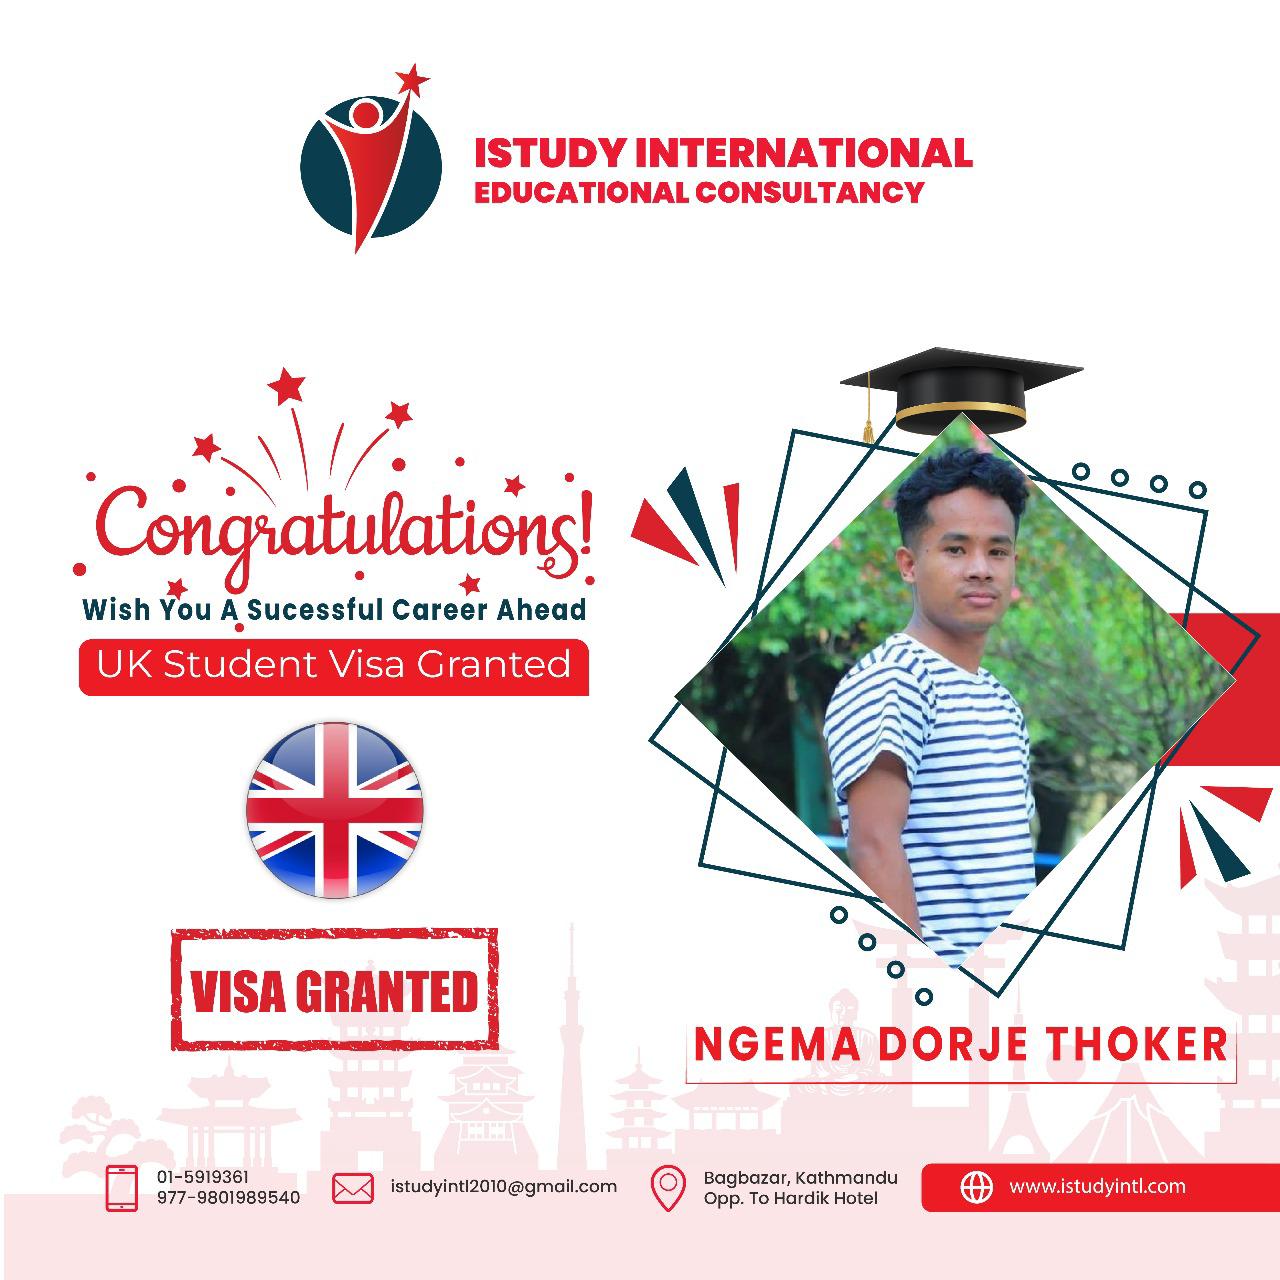 ISTUDY INTERNATIONAL
EDUCATIONAL CONSULTANCY
Congratulations!
Wish You A Sucessful Career Ahead
UK Student Visa Granted
VISA GRANTED
NGEMA DORJE THOKER
01-5919361
977-9801989540
istudyintl2010@gmail.com
Bagbazar, Kathmandu
Opp. To Hardik Hotel
www.istudyintl.com